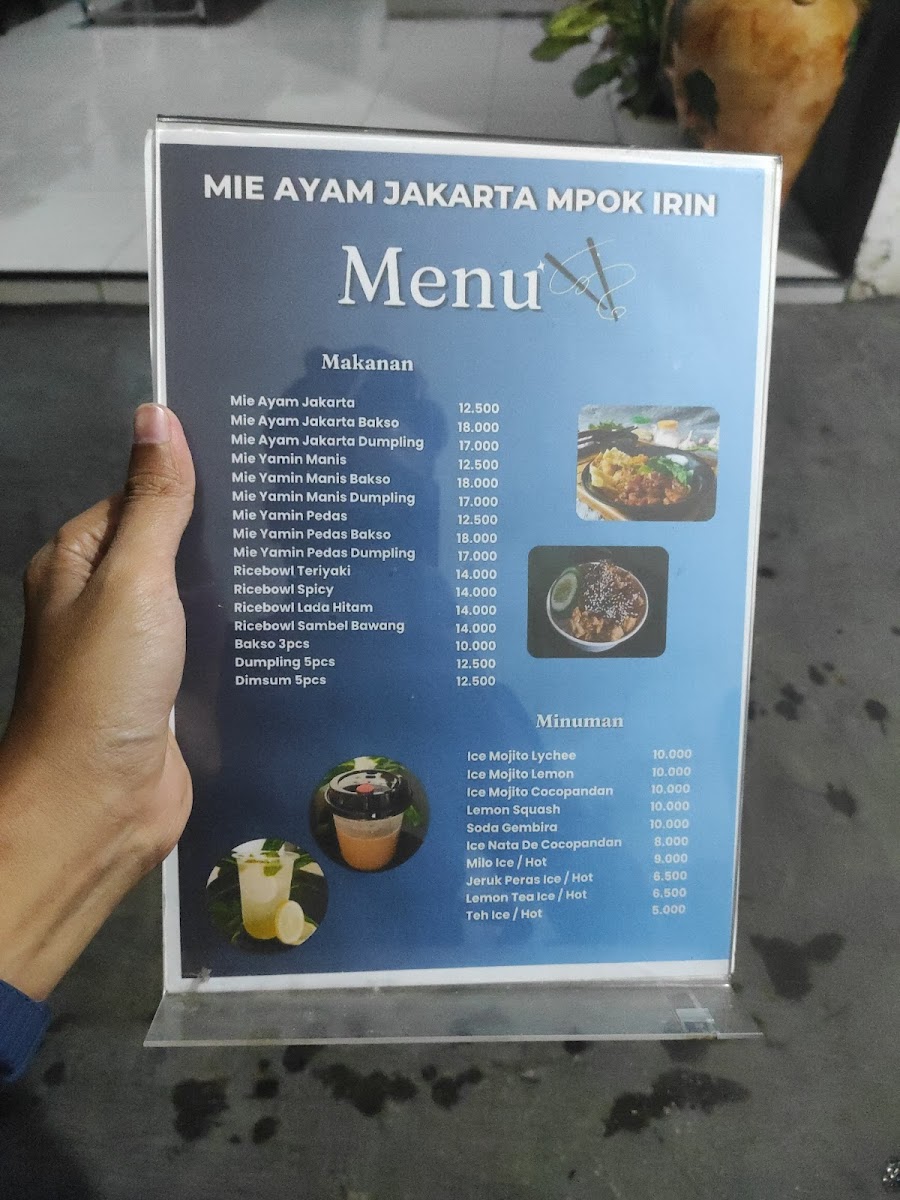 MIE AYAM JAKARTA MPOK IRIN
Menu
Makanan
Mie Ayam Jakarta 12.500
Mie Ayam Jakarta Bakso 18.000
Mie Ayam Jakarta Dumpling 17.000
Mie Yamin Manis 12.500
Mie Yamin Manis Bakso 18.000
Mie Yamin Manis Dumpling 17.000
Mie Yamin Pedas 12.500
Mie Yamin Pedas Bakso 18.000
Mie Yamin Pedas Dumpling 17.000
Ricebowl Teriyaki 14.000
Ricebowl Spicy 14.000
Ricebowl Lada Hitam 14.000
Ricebowl Sambel Bawang 14.000
Bakso 3pcs 10.000
Dumpling 5pcs 12.500
Dimsum 5pcs 12.500
Minuman
Ice Mojito Lychee 10.000
Ice Mojito Lemon 10.000
Ice Mojito Cocopandan 10.000
Lemon Squash 10.000
Soda Gembira 10.000
Ice Nata De Cocopandan 8.000
Milo Ice / Hot 9.000
Jeruk Peras Ice / Hot 6.500
Lemon Tea Ice / Hot 6.500
Teh Ice / Hot 5.000